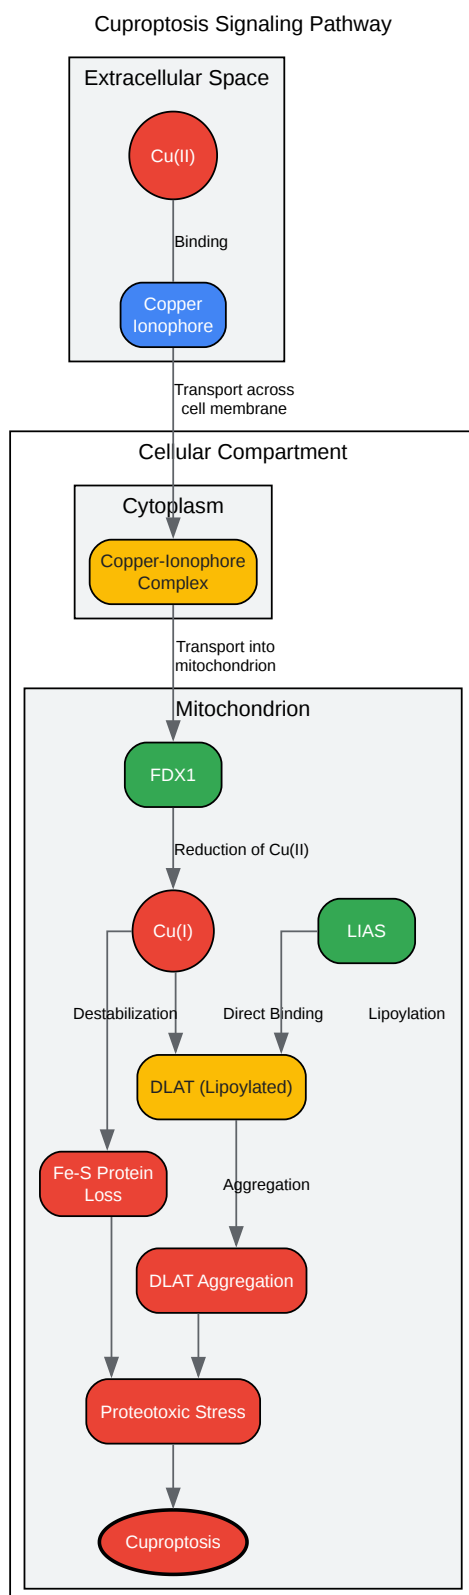 Cuproptosis Signaling Pathway
Extracellular Space
Cu(II)
Binding
Copper
Ionophore
Transport across
cell membrane
Cellular Compartment
Cytoplasm
Copper-Ionophore
Complex
Transport into
mitochondrion
Mitochondrion
FDX1
Reduction of Cu(II)
Cu(I)
LIAS
Destabilization
Direct Binding
Lipoylation
DLAT (Lipoylated)
Fe-S Protein
Loss
Aggregation
DLAT Aggregation
Proteotoxic Stress
Cuproptosis